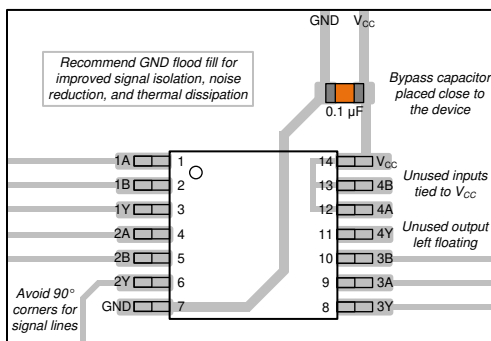 GND VCC
Recommend GND flood fill for
improved signal isolation, noise
reduction, and thermal dissipation
Bypass capacitor
placed close to
the device
0.1 µF
1A 1 14 VCC
1B 2 13 4B
1Y 3 12 4A
2A 4 11 4Y
2B 5 10 3B
2Y 6 9 3A
GND 7 8 3Y
Unused inputs
tied to VCC
Unused output
left floating
Avoid 90°
corners for
signal lines